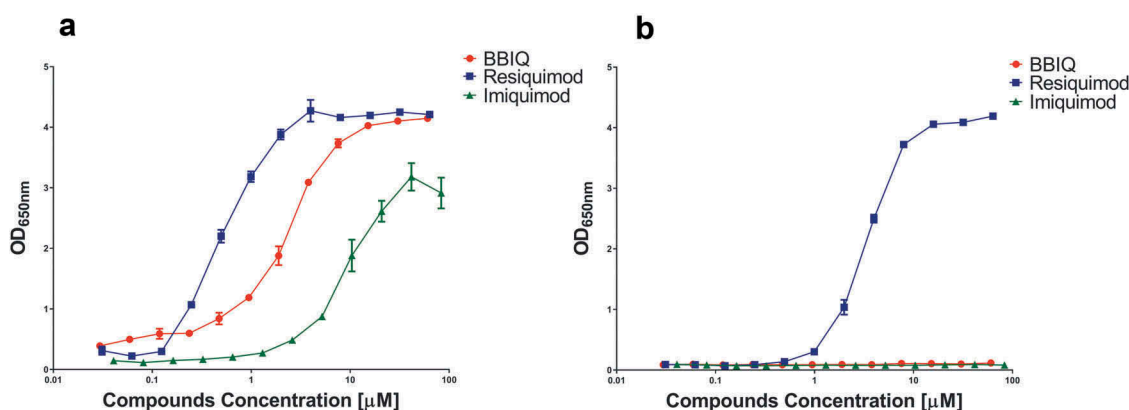 a
BBIQ
Resiquimod
Imiquimod
5
4
3
2
1
0
OD650nm
0.01
0.1
1
10
100
Compounds Concentration [μM]
b
BBIQ
Resiquimod
Imiquimod
5
4
3
2
1
0
OD650nm
0.01
0.1
1
10
100
Compounds Concentration [μM]